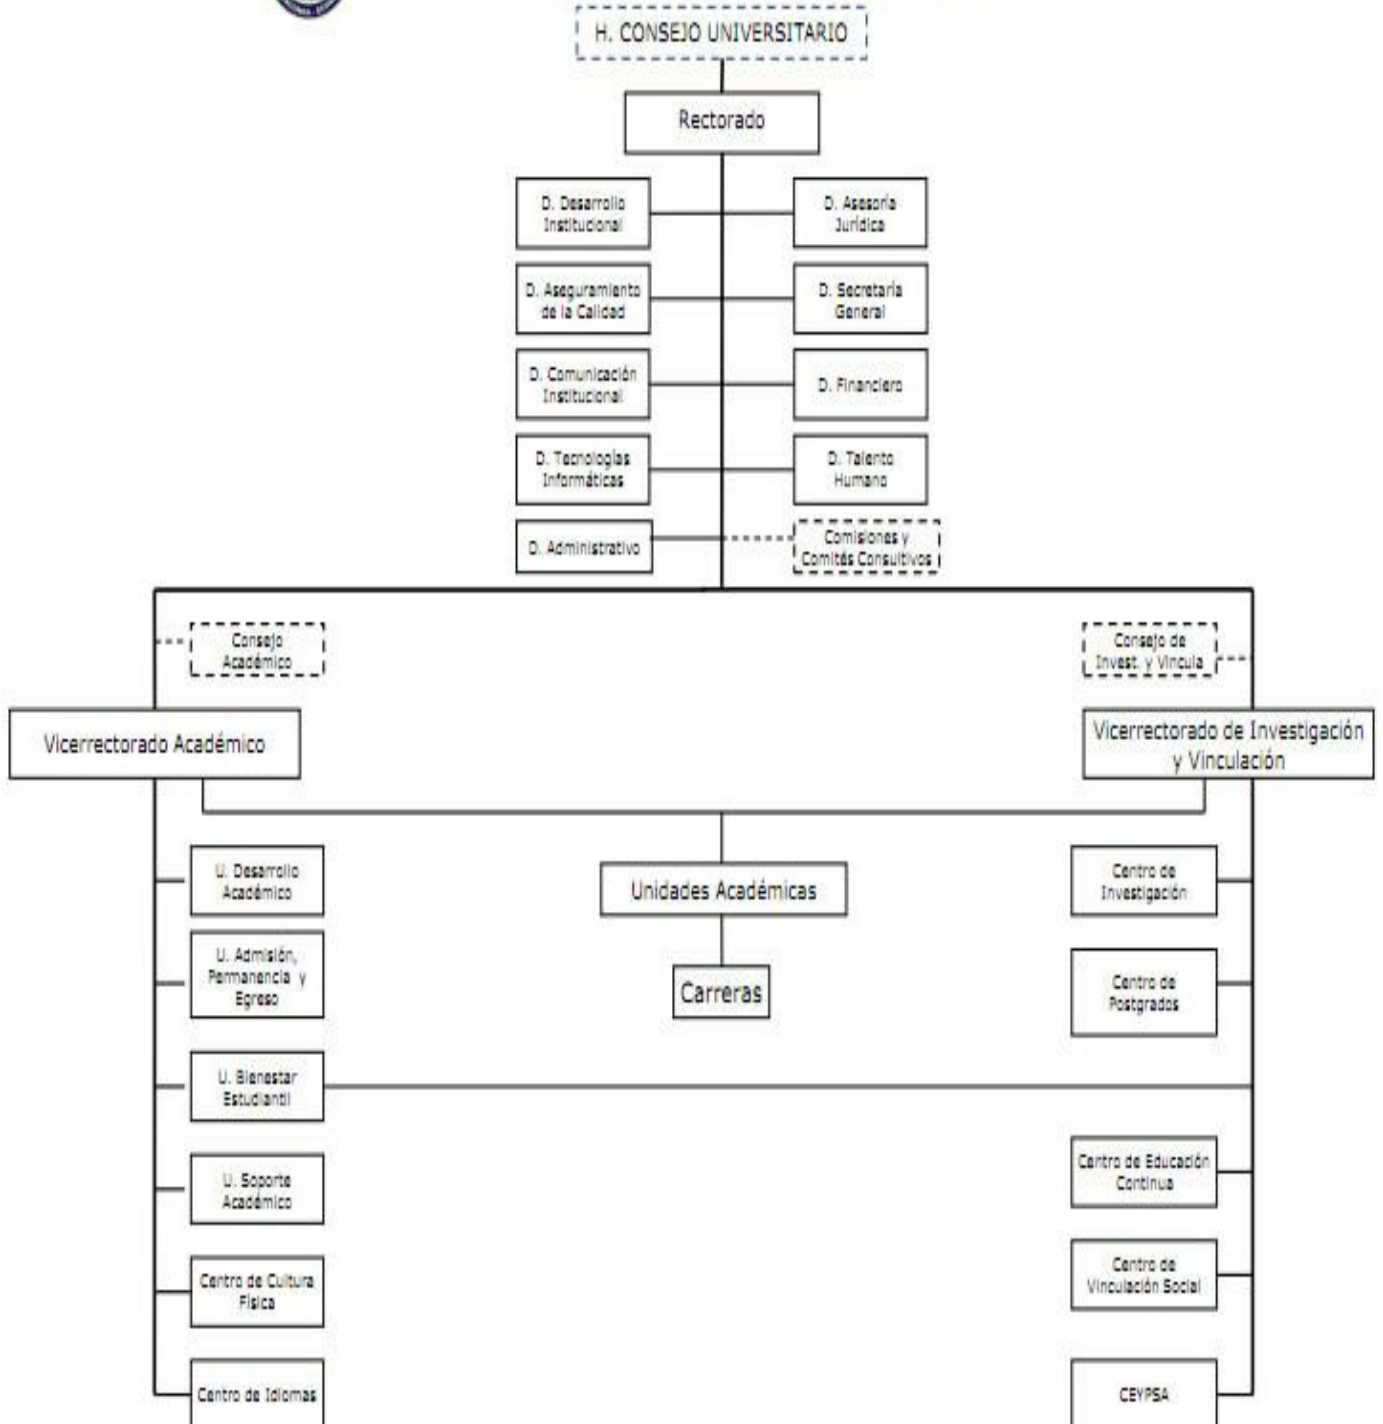 H. CONSEJO UNIVERSITARIO
Rectorado
D. Desarrollo
Institucional
D. Asesoría
Jurídica
D. Aseguramiento
de la Calidad
D. Secretaría
General
D. Comunicación
Institucional
D. Financiero
D. Tecnologías
Informáticas
D. Talento
Humano
D. Administrativo
Comisiones y
Comités Consultivos
Consejo
Académico
Consejo de
Invest. y Vincula
Vicerrectorado Académico
Vicerrectorado de Investigación
y Vinculación
U. Desarrollo
Académico
Unidades Académicas
Centro de
Investigación
U. Admisión,
Permanencia y
Egreso
Carreras
Centro de
Postgrados
U. Bienestar
Estudiantil
Centro de Educación
Continua
U. Soporte
Académico
Centro de
Vinculación Social
Centro de Cultura
Física
Centro de Idiomas
CEYPSA